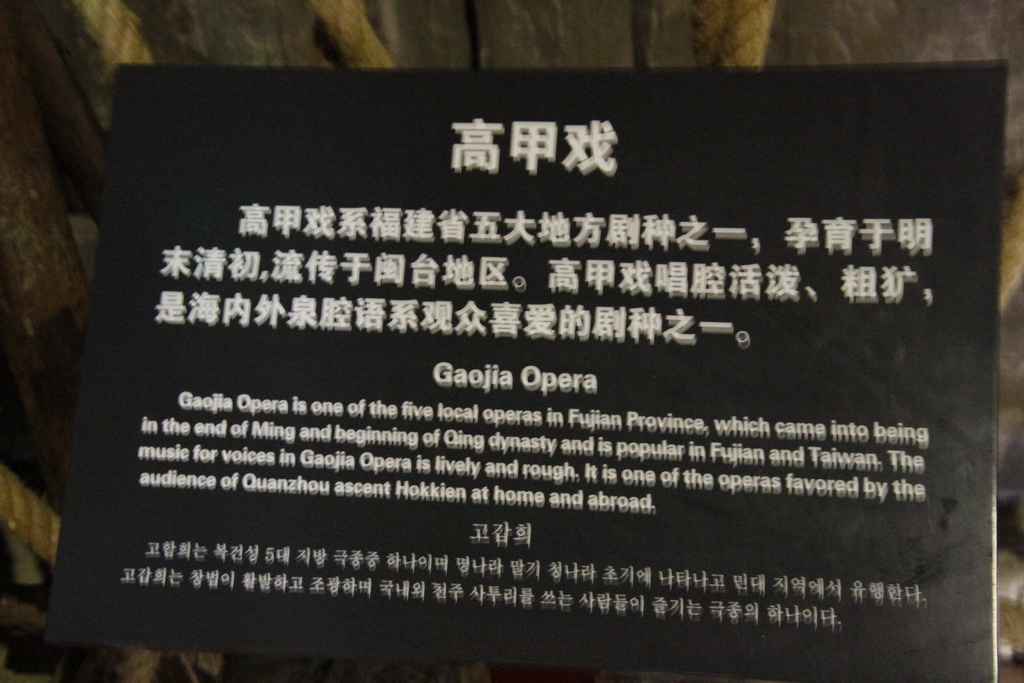 高甲戏
高甲戏系福建省五大地方剧种之一，孕育于明
末清初,流传于闽台地区。高甲戏唱腔活泼、粗犷，
是海内外泉腔语系观众喜爱的剧种之一。
Gaojia Opera
Gaojia Opera is one of the five local operas in Fujian Province, which came into being
in the end of Ming and beginning of Qing dynasty and is popular in Fujian and Taiwan. The
music for voices in Gaojia Opera is lively and rough. It is one of the operas favored by the
audience of Quanzhou ascent Hokkien at home and abroad.
고갑희
고합희는 복건성 5대 지방 극종중 하나이며 명나라 말기 청나라 초기에 나타나고 민대 지역에서 유행한다.
고갑희는 창법이 활발하고 조광하며 국내외 천주 사투리를 쓰는 사람들이 즐기는 극종의 하나이다.